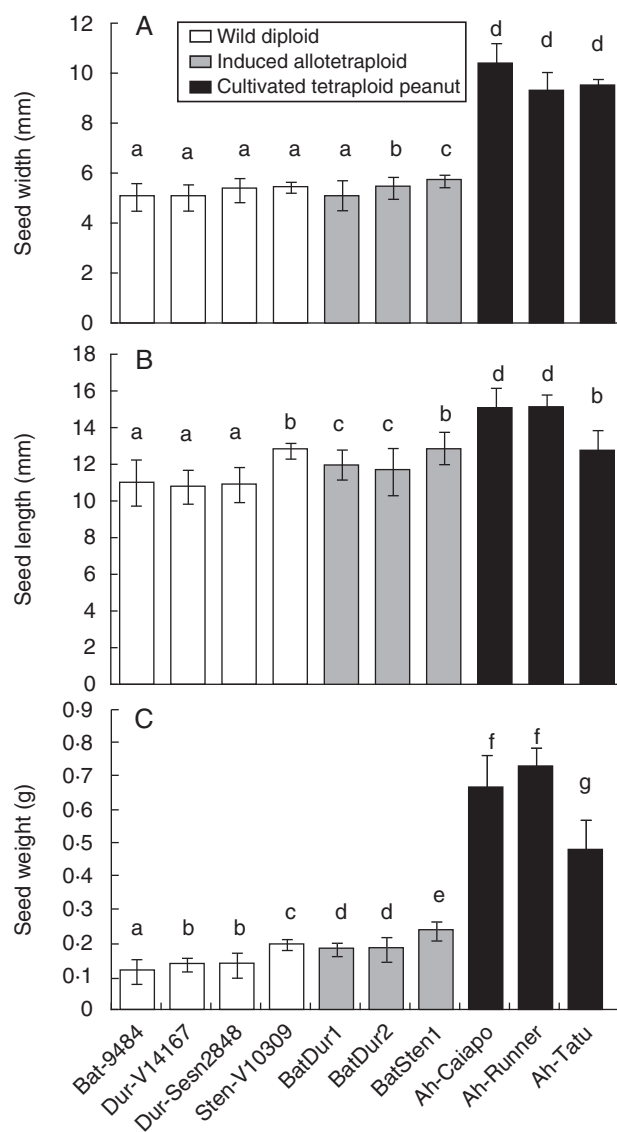 A
Wild diploid
Induced allotetraploid
Cultivated tetraploid peanut
12
10
8
6
4
2
0
Seed width (mm)
a a a a a b c d d d
B
18
16
14
12
10
8
6
4
2
0
Seed length (mm)
a a a b c c b d d b
C
0·9
0·8
0·7
0·6
0·5
0·4
0·3
0·2
0·1
0
Seed weight (g)
a b b c d d e f f g
Bat-9484
Dur-V14167
Dur-Sesn2848
Sten-V10309
BatDur1
BatDur2
BatSten1
Ah-Caiapo
Ah-Runner
Ah-Tatu